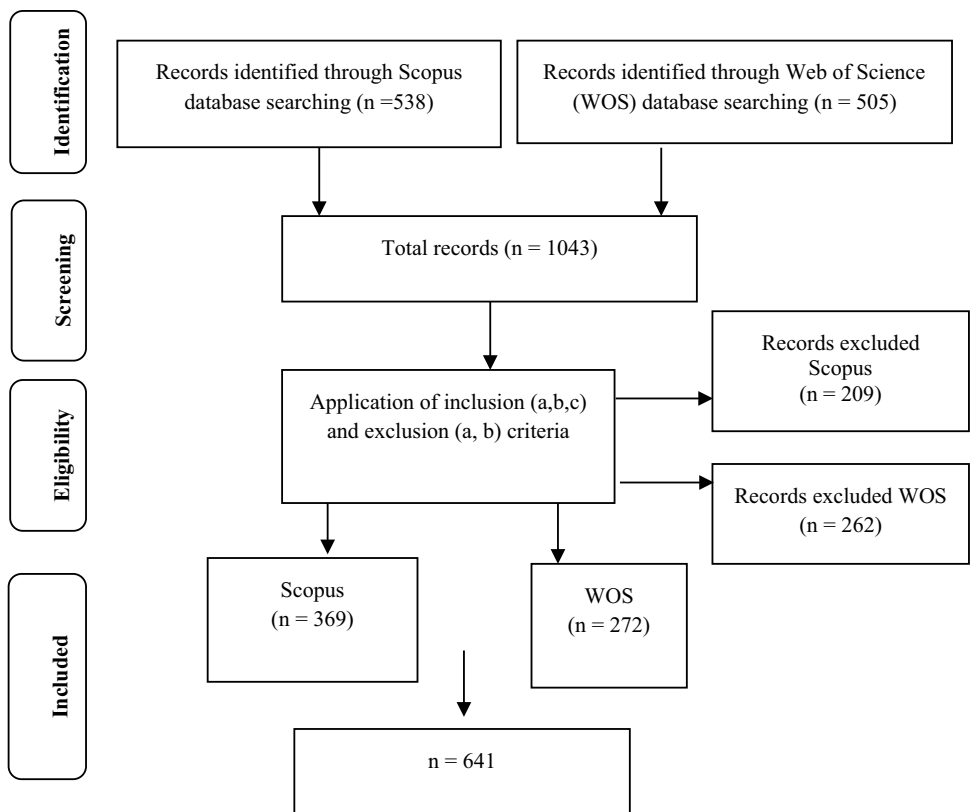 Identification
Records identified through Scopus
database searching (n =538)
Records identified through Web of Science
(WOS) database searching (n = 505)
Screening
Total records (n = 1043)
Records excluded
Scopus
(n = 209)
Eligibility
Application of inclusion (a,b,c)
and exclusion (a, b) criteria
Records excluded WOS
(n = 262)
Included
Scopus
(n = 369)
WOS
(n = 272)
n = 641